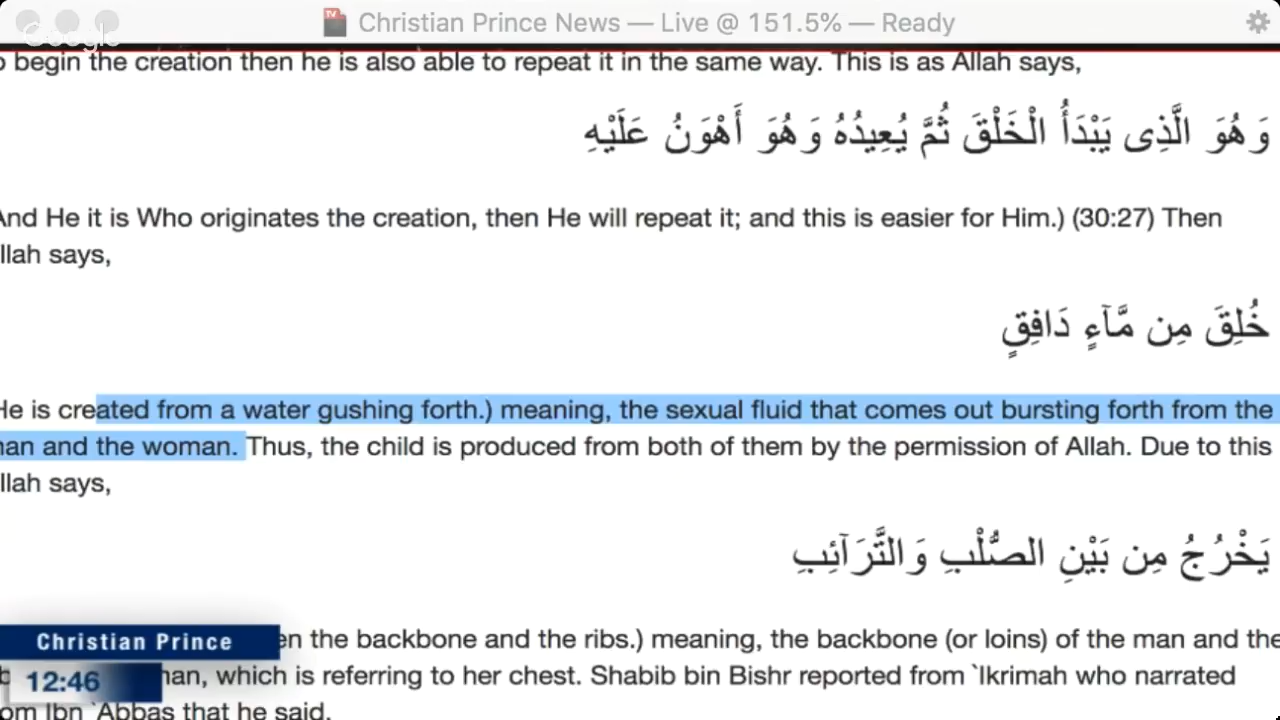 Google
Christian Prince News — Live @ 151.5% — Ready
begin the creation then he is also able to repeat it in the same way. This is as Allah says,
وَهُوَ الَّذِى يَبْدَأُ الْخَلْقَ ثُمَّ يُعِيدُهُ وَهُوَ أَهْوَنُ عَلَيْهِ
And He it is Who originates the creation, then He will repeat it; and this is easier for Him.) (30:27) Then
llah says,
خُلِقَ مِن مَّآءٍ دَافِقٍ
He is created from a water gushing forth.) meaning, the sexual fluid that comes out bursting forth from the
man and the woman. Thus, the child is produced from both of them by the permission of Allah. Due to this
llah says,
يَخْرُجُ مِن بَيْنِ الصُّلْبِ وَالتَّرَآئِبِ
en the backbone and the ribs.) meaning, the backbone (or loins) of the man and the
Christian Prince
man, which is referring to her chest. Shabib bin Bishr reported from `Ikrimah who narrated
12:46
om Ibn `Abbas that he said,